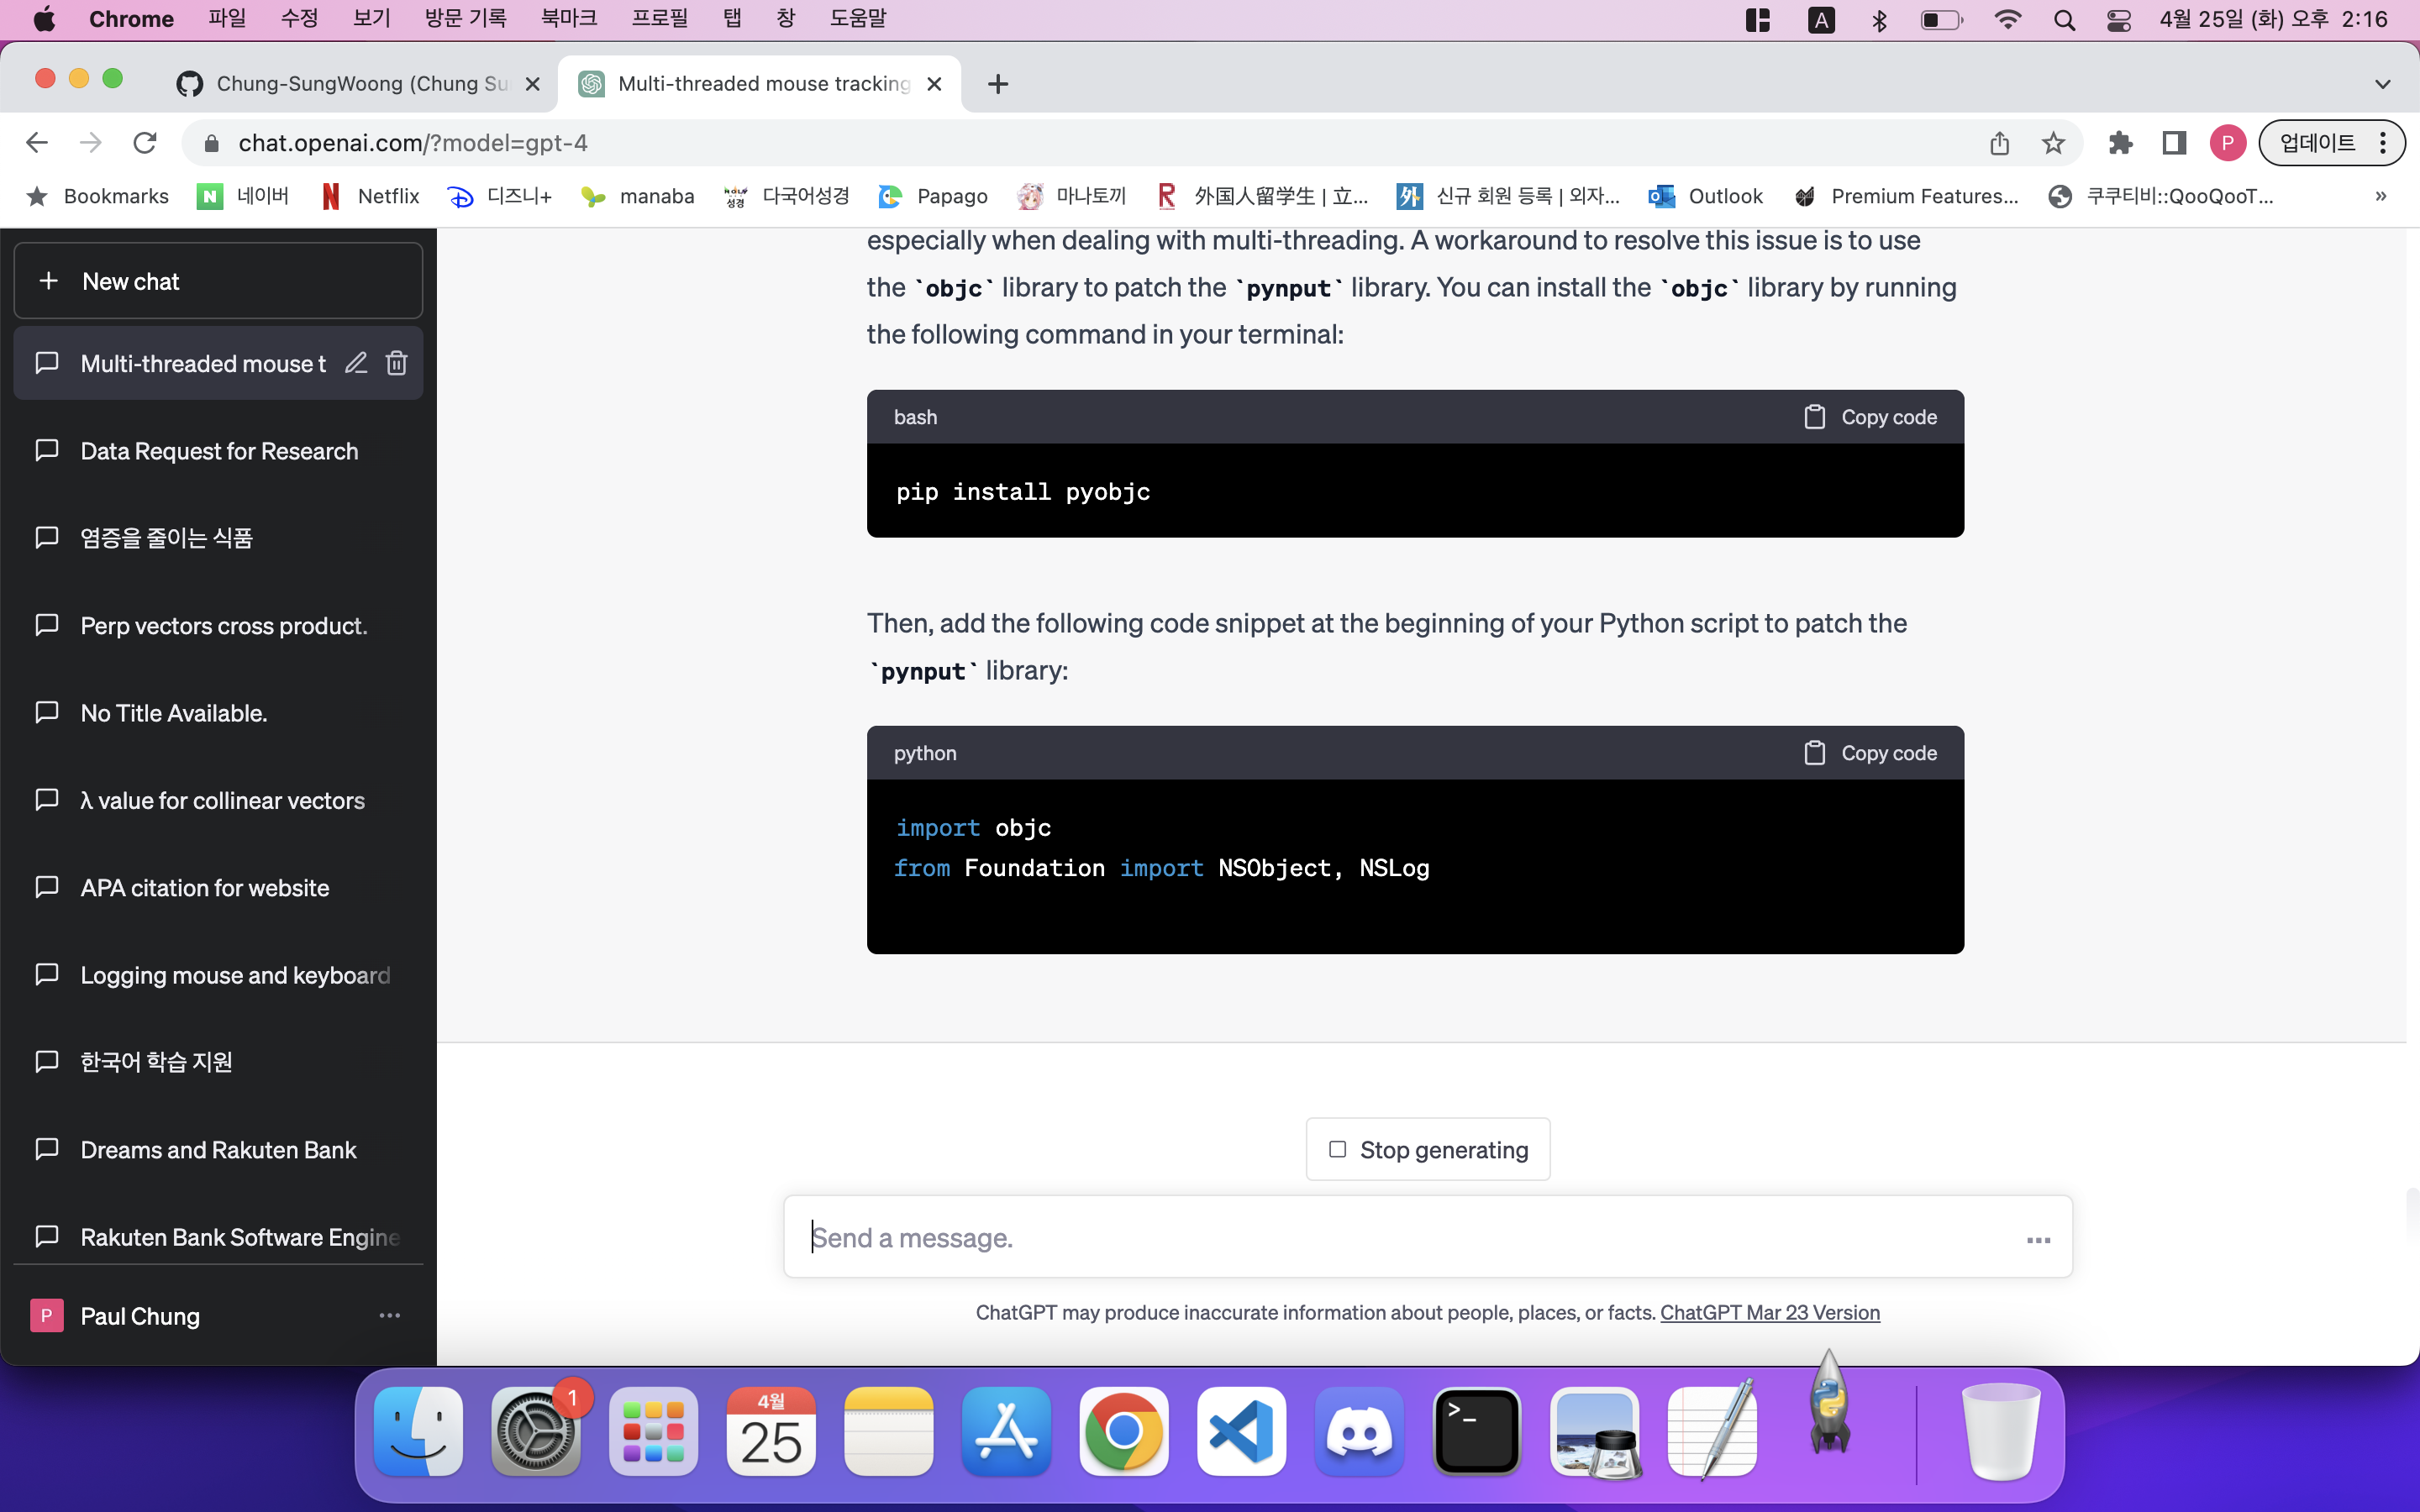 Chrome 파일 수정 보기 방문 기록 북마크 프로필 탭 창 도움말 A 4월 25일 (화) 오후 2:16
Chung-SungWoong (Chung Su Multi-threaded mouse tracking
chat.openai.com/?model=gpt-4 P 업데이트
Bookmarks N 네이버 N Netflix 디즈니+ manaba 성경 다국어성경 Papago 마나토끼 R 外国人留学生 | 立... 外 신규 회원 등록 | 외자... Outlook Premium Features... 쿠쿠티비::QooQooT... »
New chat
Multi-threaded mouse t
Data Request for Research
염증을 줄이는 식품
Perp vectors cross product.
No Title Available.
λ value for collinear vectors
APA citation for website
Logging mouse and keyboard
한국어 학습 지원
Dreams and Rakuten Bank
Rakuten Bank Software Engine
P Paul Chung ...
especially when dealing with multi-threading. A workaround to resolve this issue is to use
the `objc` library to patch the `pynput` library. You can install the `objc` library by running
the following command in your terminal:
bash Copy code
pip install pyobjc
Then, add the following code snippet at the beginning of your Python script to patch the
`pynput` library:
python Copy code
import objc
from Foundation import NSObject, NSLog
Stop generating
Send a message.
ChatGPT may produce inaccurate information about people, places, or facts. ChatGPT Mar 23 Version
1
4월
25
>_